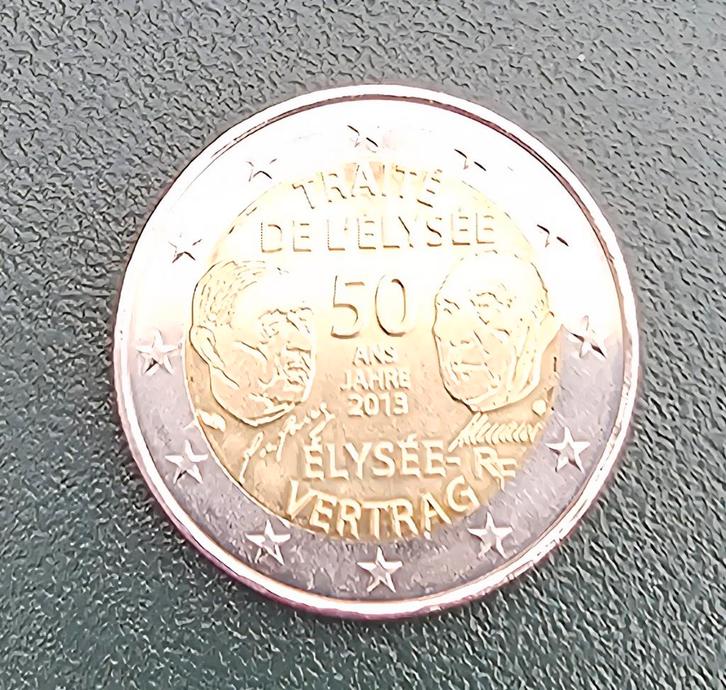 TRAITÉ
DE L'ÉLYSÉE
50
ANS
JAHRE
2013
ÉLYSÉE-
VERTRAG
RF